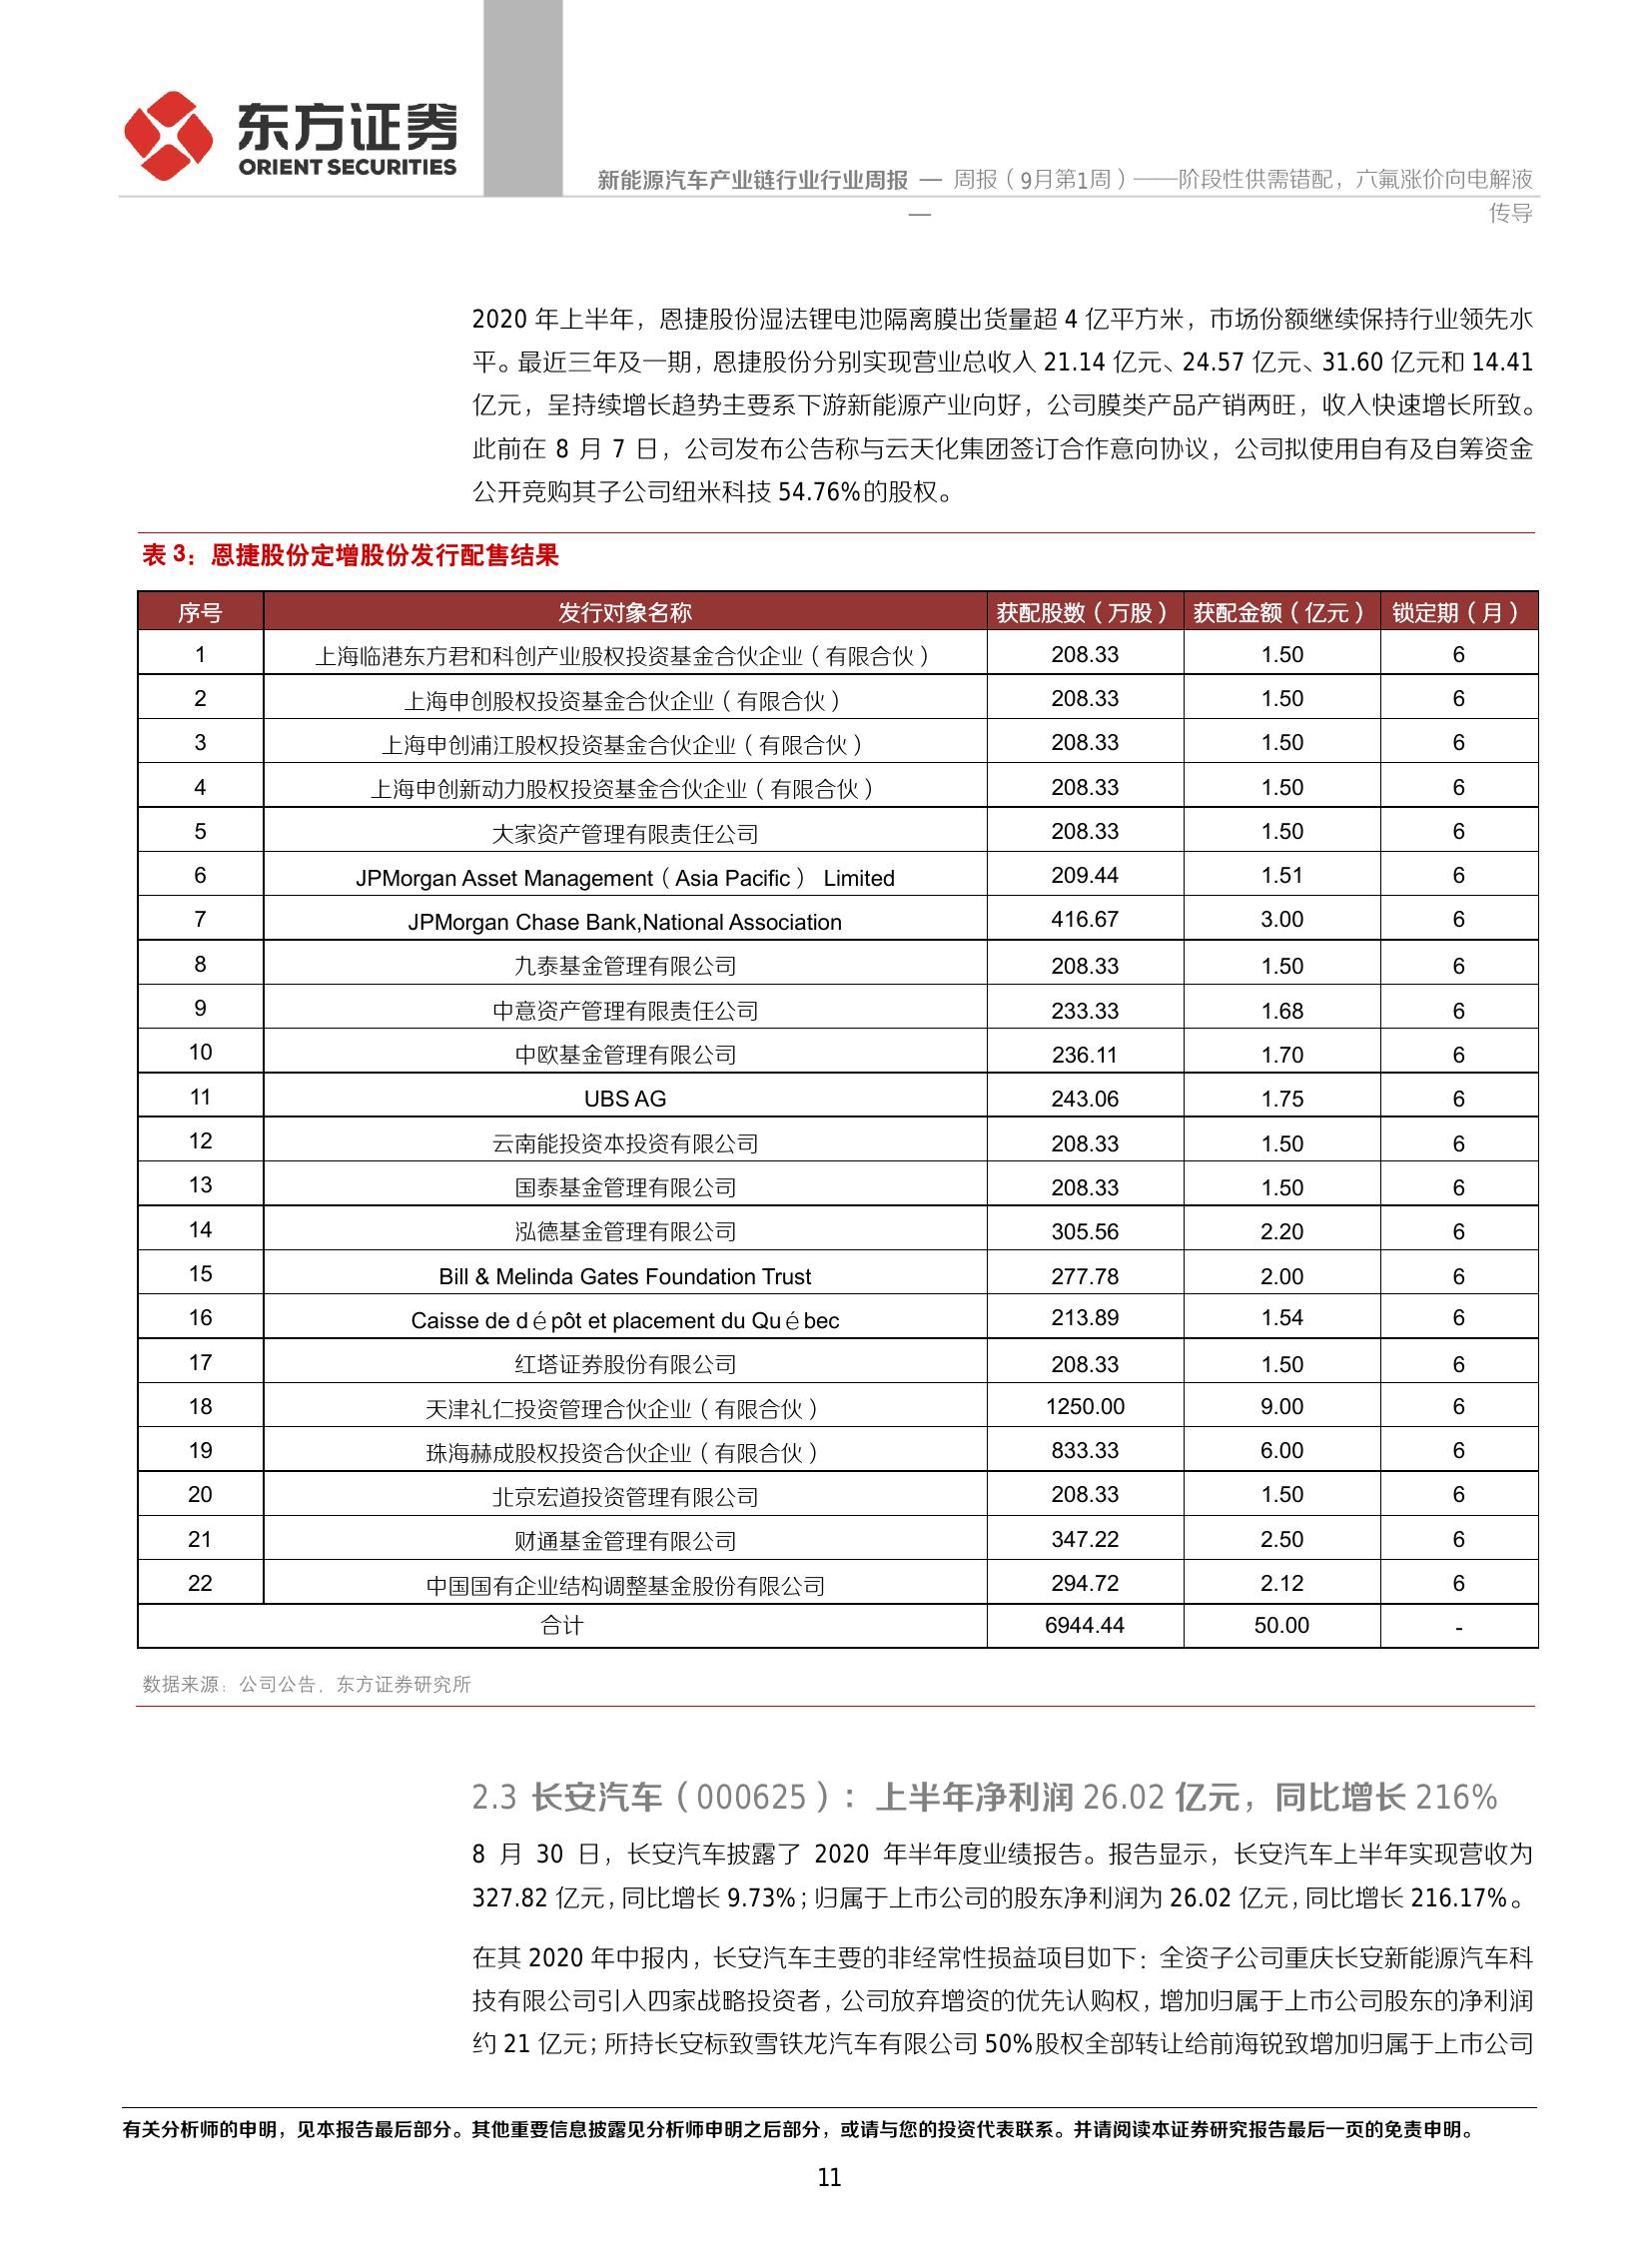 东方证券
ORIENT SECURITIES
新能源汽车产业链行业行业周报 — 周报（9月第1周）——阶段性供需错配，六氟涨价向电解液
—
传导
2020 年上半年，恩捷股份湿法锂电池隔离膜出货量超 4 亿平方米，市场份额继续保持行业领先水
平。最近三年及一期，恩捷股份分别实现营业总收入 21.14 亿元、24.57 亿元、31.60 亿元和 14.41
亿元，呈持续增长趋势主要系下游新能源产业向好，公司膜类产品产销两旺，收入快速增长所致。
此前在 8 月 7 日，公司发布公告称与云天化集团签订合作意向协议，公司拟使用自有及自筹资金
公开竞购其子公司纽米科技 54.76%的股权。
表 3：恩捷股份定增股份发行配售结果
序号 发行对象名称 获配股数（万股） 获配金额（亿元） 锁定期（月）
1 上海临港东方君和科创产业股权投资基金合伙企业（有限合伙） 208.33 1.50 6
2 上海申创股权投资基金合伙企业（有限合伙） 208.33 1.50 6
3 上海申创浦江股权投资基金合伙企业（有限合伙） 208.33 1.50 6
4 上海申创新动力股权投资基金合伙企业（有限合伙） 208.33 1.50 6
5 大家资产管理有限责任公司 208.33 1.50 6
6 JPMorgan Asset Management（Asia Pacific） Limited 209.44 1.51 6
7 JPMorgan Chase Bank,National Association 416.67 3.00 6
8 九泰基金管理有限公司 208.33 1.50 6
9 中意资产管理有限责任公司 233.33 1.68 6
10 中欧基金管理有限公司 236.11 1.70 6
11 UBS AG 243.06 1.75 6
12 云南能投资本投资有限公司 208.33 1.50 6
13 国泰基金管理有限公司 208.33 1.50 6
14 泓德基金管理有限公司 305.56 2.20 6
15 Bill & Melinda Gates Foundation Trust 277.78 2.00 6
16 Caisse de dépôt et placement du Québec 213.89 1.54 6
17 红塔证券股份有限公司 208.33 1.50 6
18 天津礼仁投资管理合伙企业（有限合伙） 1250.00 9.00 6
19 珠海赫成股权投资合伙企业（有限合伙） 833.33 6.00 6
20 北京宏道投资管理有限公司 208.33 1.50 6
21 财通基金管理有限公司 347.22 2.50 6
22 中国国有企业结构调整基金股份有限公司 294.72 2.12 6
合计 6944.44 50.00 -
数据来源：公司公告，东方证券研究所
2.3 长安汽车（000625）：上半年净利润 26.02 亿元，同比增长 216%
8 月 30 日，长安汽车披露了 2020 年半年度业绩报告。报告显示，长安汽车上半年实现营收为
327.82 亿元，同比增长 9.73%；归属于上市公司的股东净利润为 26.02 亿元，同比增长 216.17%。
在其 2020 年中报内，长安汽车主要的非经常性损益项目如下：全资子公司重庆长安新能源汽车科
技有限公司引入四家战略投资者，公司放弃增资的优先认购权，增加归属于上市公司股东的净利润
约 21 亿元；所持长安标致雪铁龙汽车有限公司 50%股权全部转让给前海锐致增加归属于上市公司
有关分析师的申明，见本报告最后部分。其他重要信息披露见分析师申明之后部分，或请与您的投资代表联系。并请阅读本证券研究报告最后一页的免责申明。
11